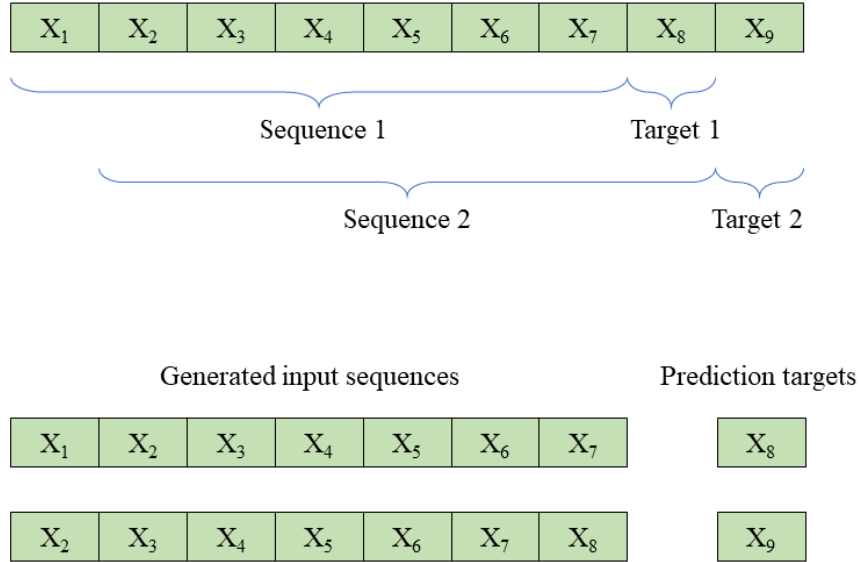 X₁ X₂ X₃ X₄ X₅ X₆ X₇ X₈ X₉
Sequence 1 Target 1
Sequence 2 Target 2
Generated input sequences Prediction targets
X₁ X₂ X₃ X₄ X₅ X₆ X₇ X₈
X₂ X₃ X₄ X₅ X₆ X₇ X₈ X₉